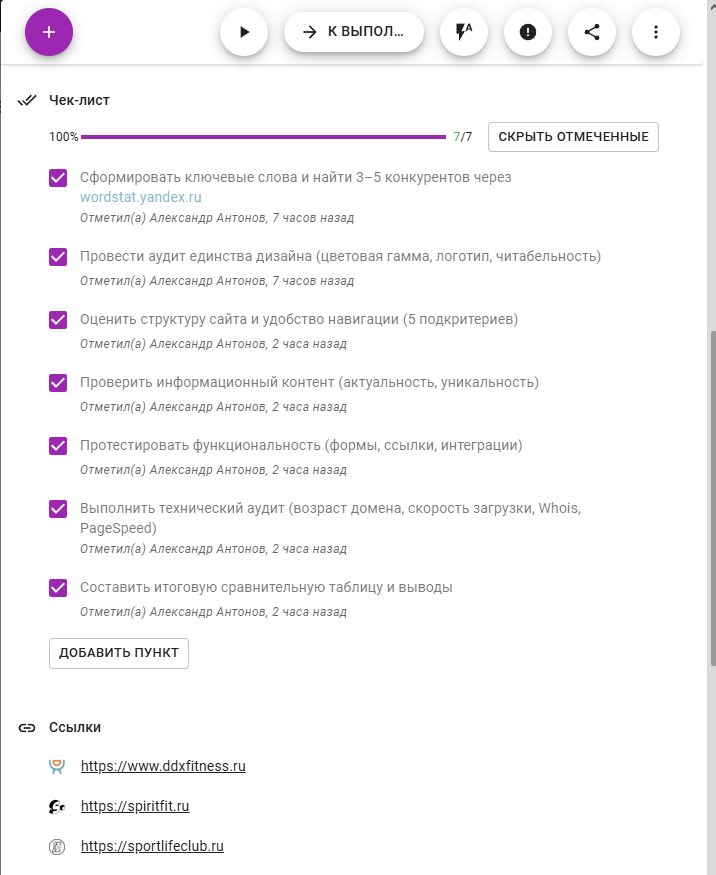 К ВЫПОЛ...
Чек-лист
100%
7/7
СКРЫТЬ ОТМЕЧЕННЫЕ
Сформировать ключевые слова и найти 3–5 конкурентов через
wordstat.yandex.ru
Отметил(а) Александр Антонов, 7 часов назад
Провести аудит единства дизайна (цветовая гамма, логотип, читабельность)
Отметил(а) Александр Антонов, 7 часов назад
Оценить структуру сайта и удобство навигации (5 подкритериев)
Отметил(а) Александр Антонов, 2 часа назад
Проверить информационный контент (актуальность, уникальность)
Отметил(а) Александр Антонов, 2 часа назад
Протестировать функциональность (формы, ссылки, интеграции)
Отметил(а) Александр Антонов, 2 часа назад
Выполнить технический аудит (возраст домена, скорость загрузки, Whois,
PageSpeed)
Отметил(а) Александр Антонов, 2 часа назад
Составить итоговую сравнительную таблицу и выводы
Отметил(а) Александр Антонов, 2 часа назад
ДОБАВИТЬ ПУНКТ
Ссылки
https://www.ddxfitness.ru
https://spiritfit.ru
https://sportlifeclub.ru